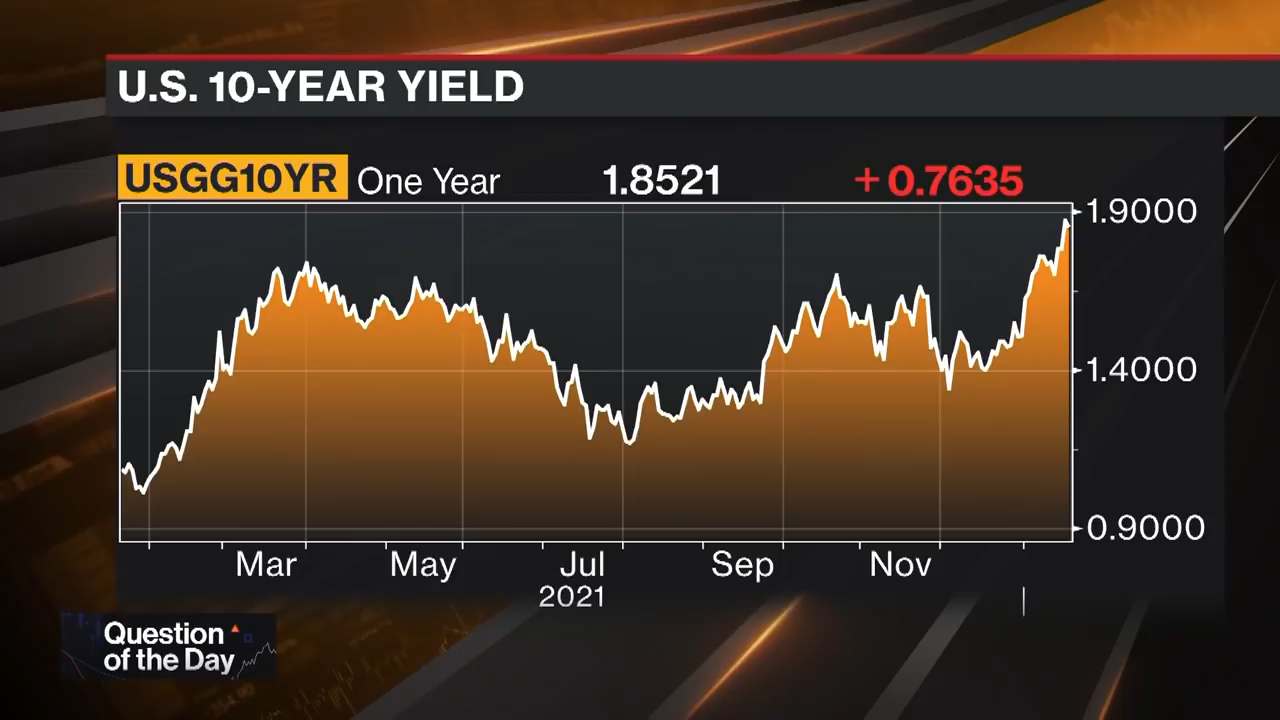 U.S. 10-YEAR YIELD
USGG10YR One Year 1.8521 +0.7635
1.9000
1.4000
0.9000
Mar May Jul Sep Nov
2021
Question
of the Day